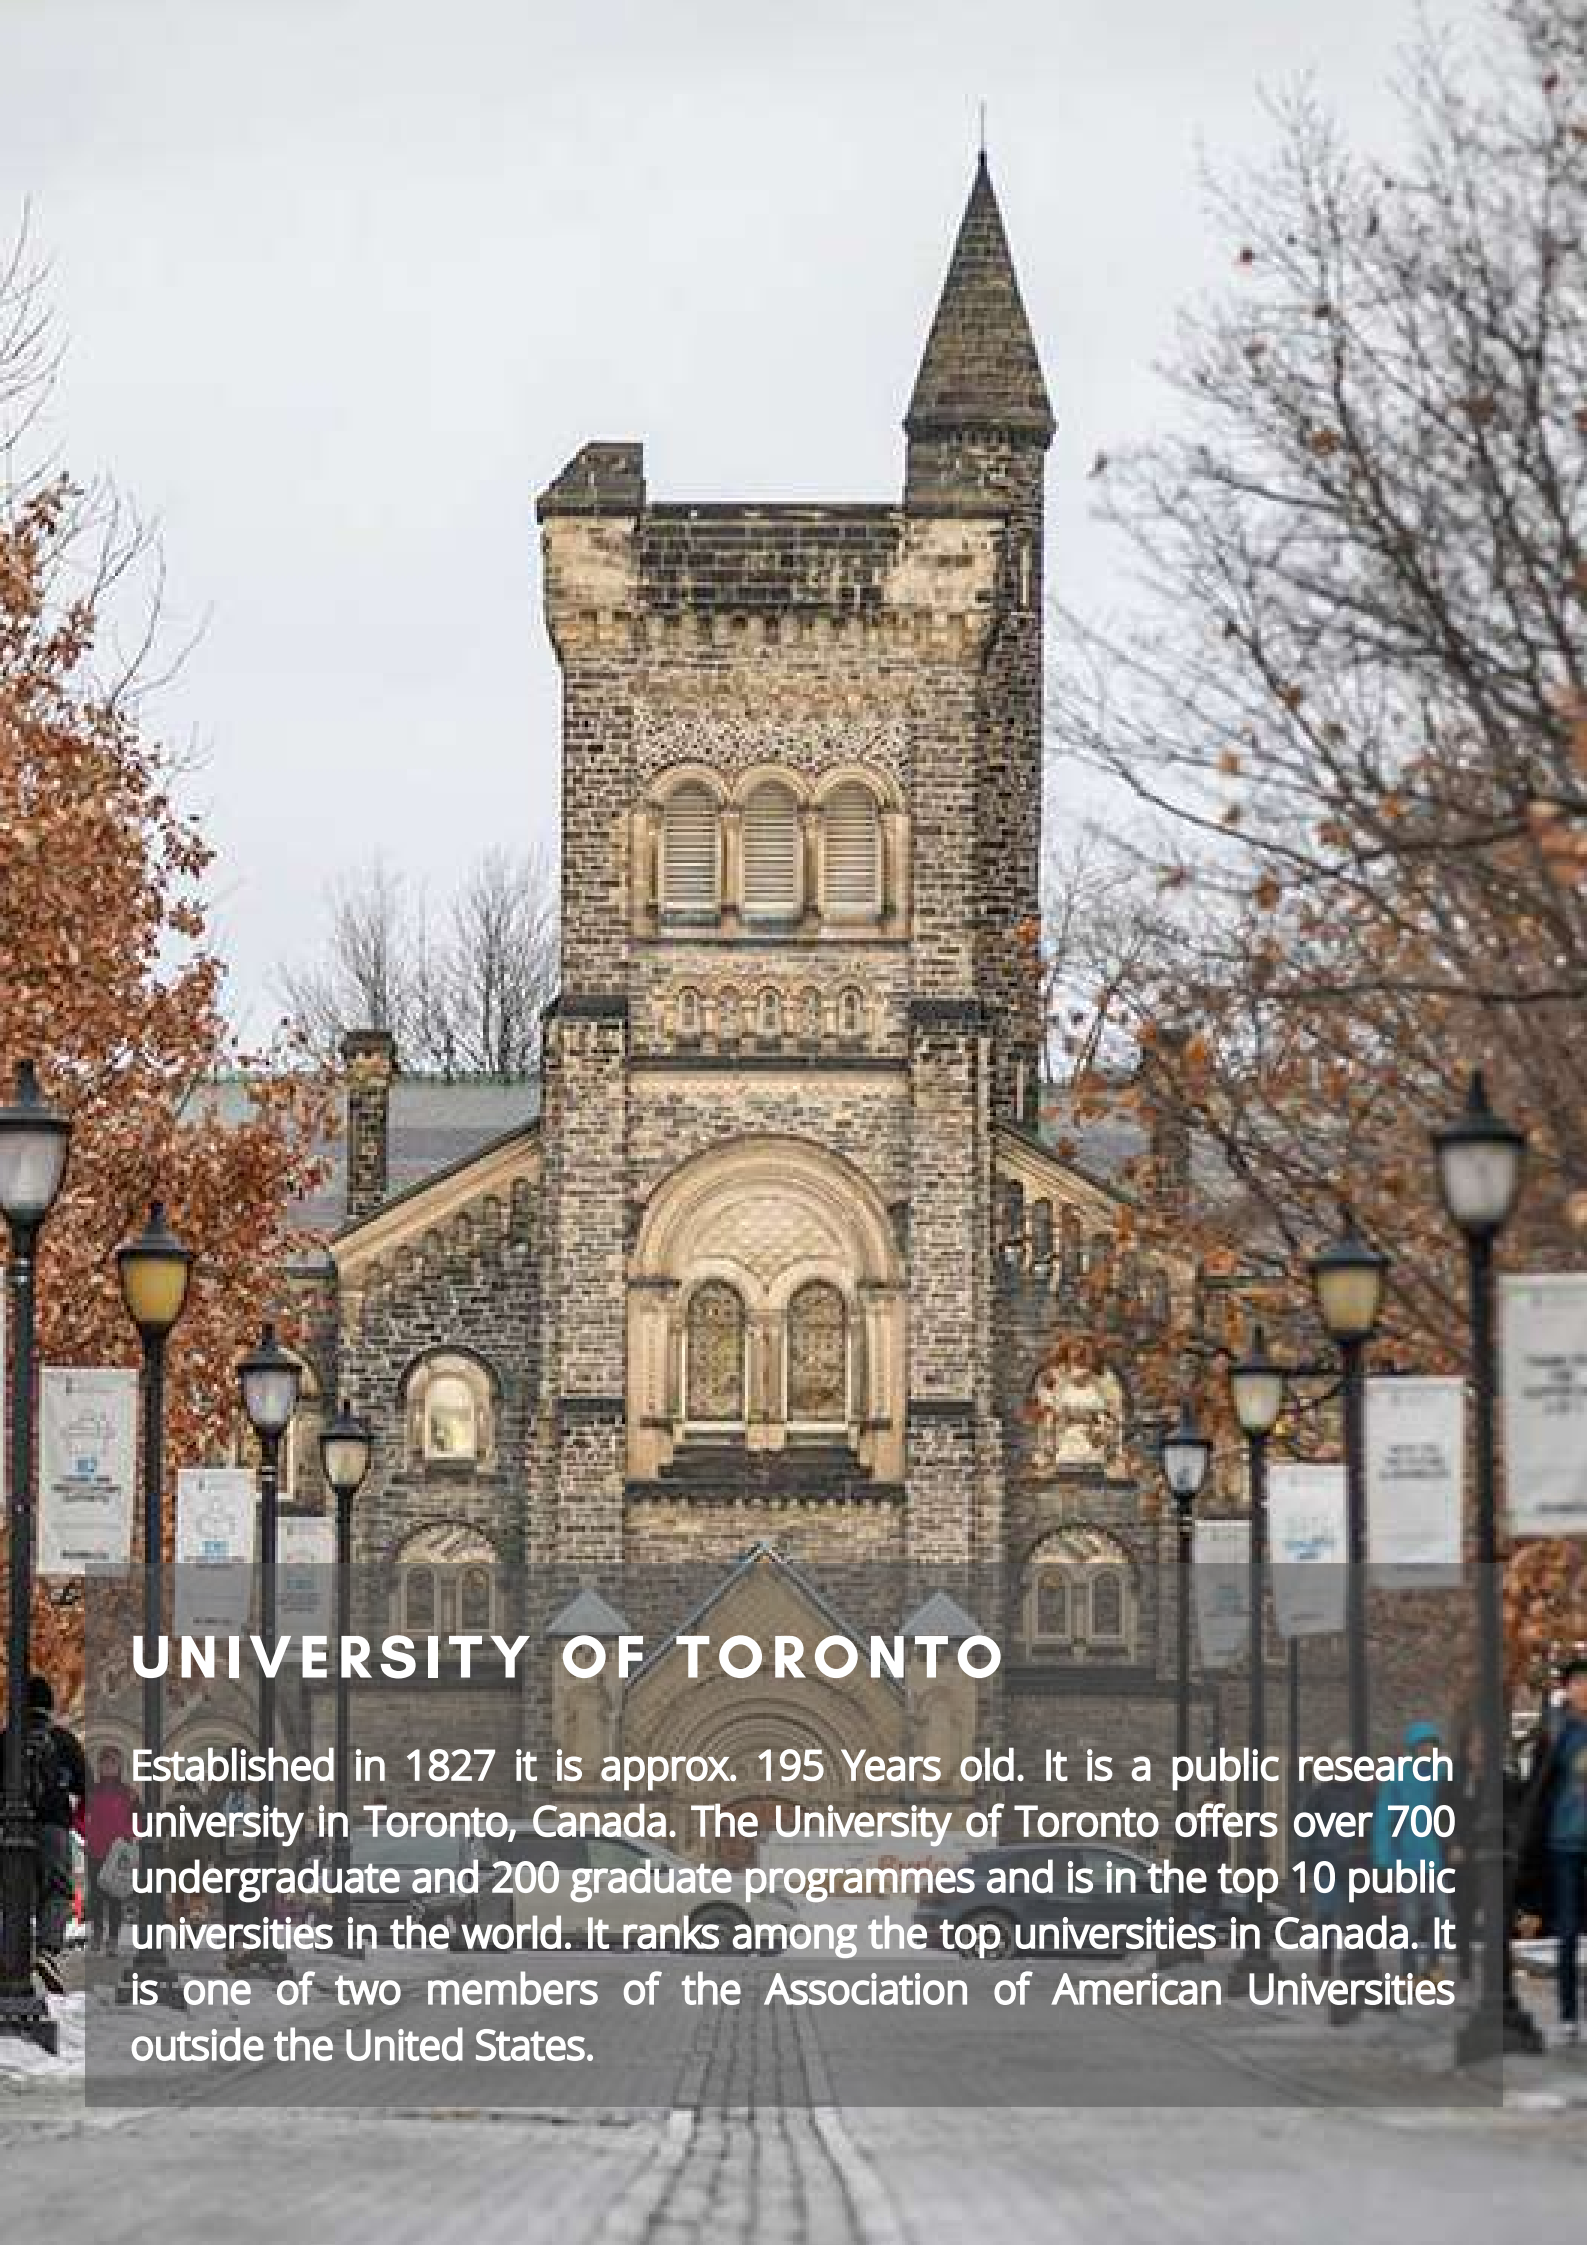 UNIVERSITY OF TORONTO
Established in 1827 it is approx. 195 Years old. It is a public research
university in Toronto, Canada. The University of Toronto offers over 700
undergraduate and 200 graduate programmes and is in the top 10 public
universities in the world. It ranks among the top universities in Canada. It
is one of two members of the Association of American Universities
outside the United States.